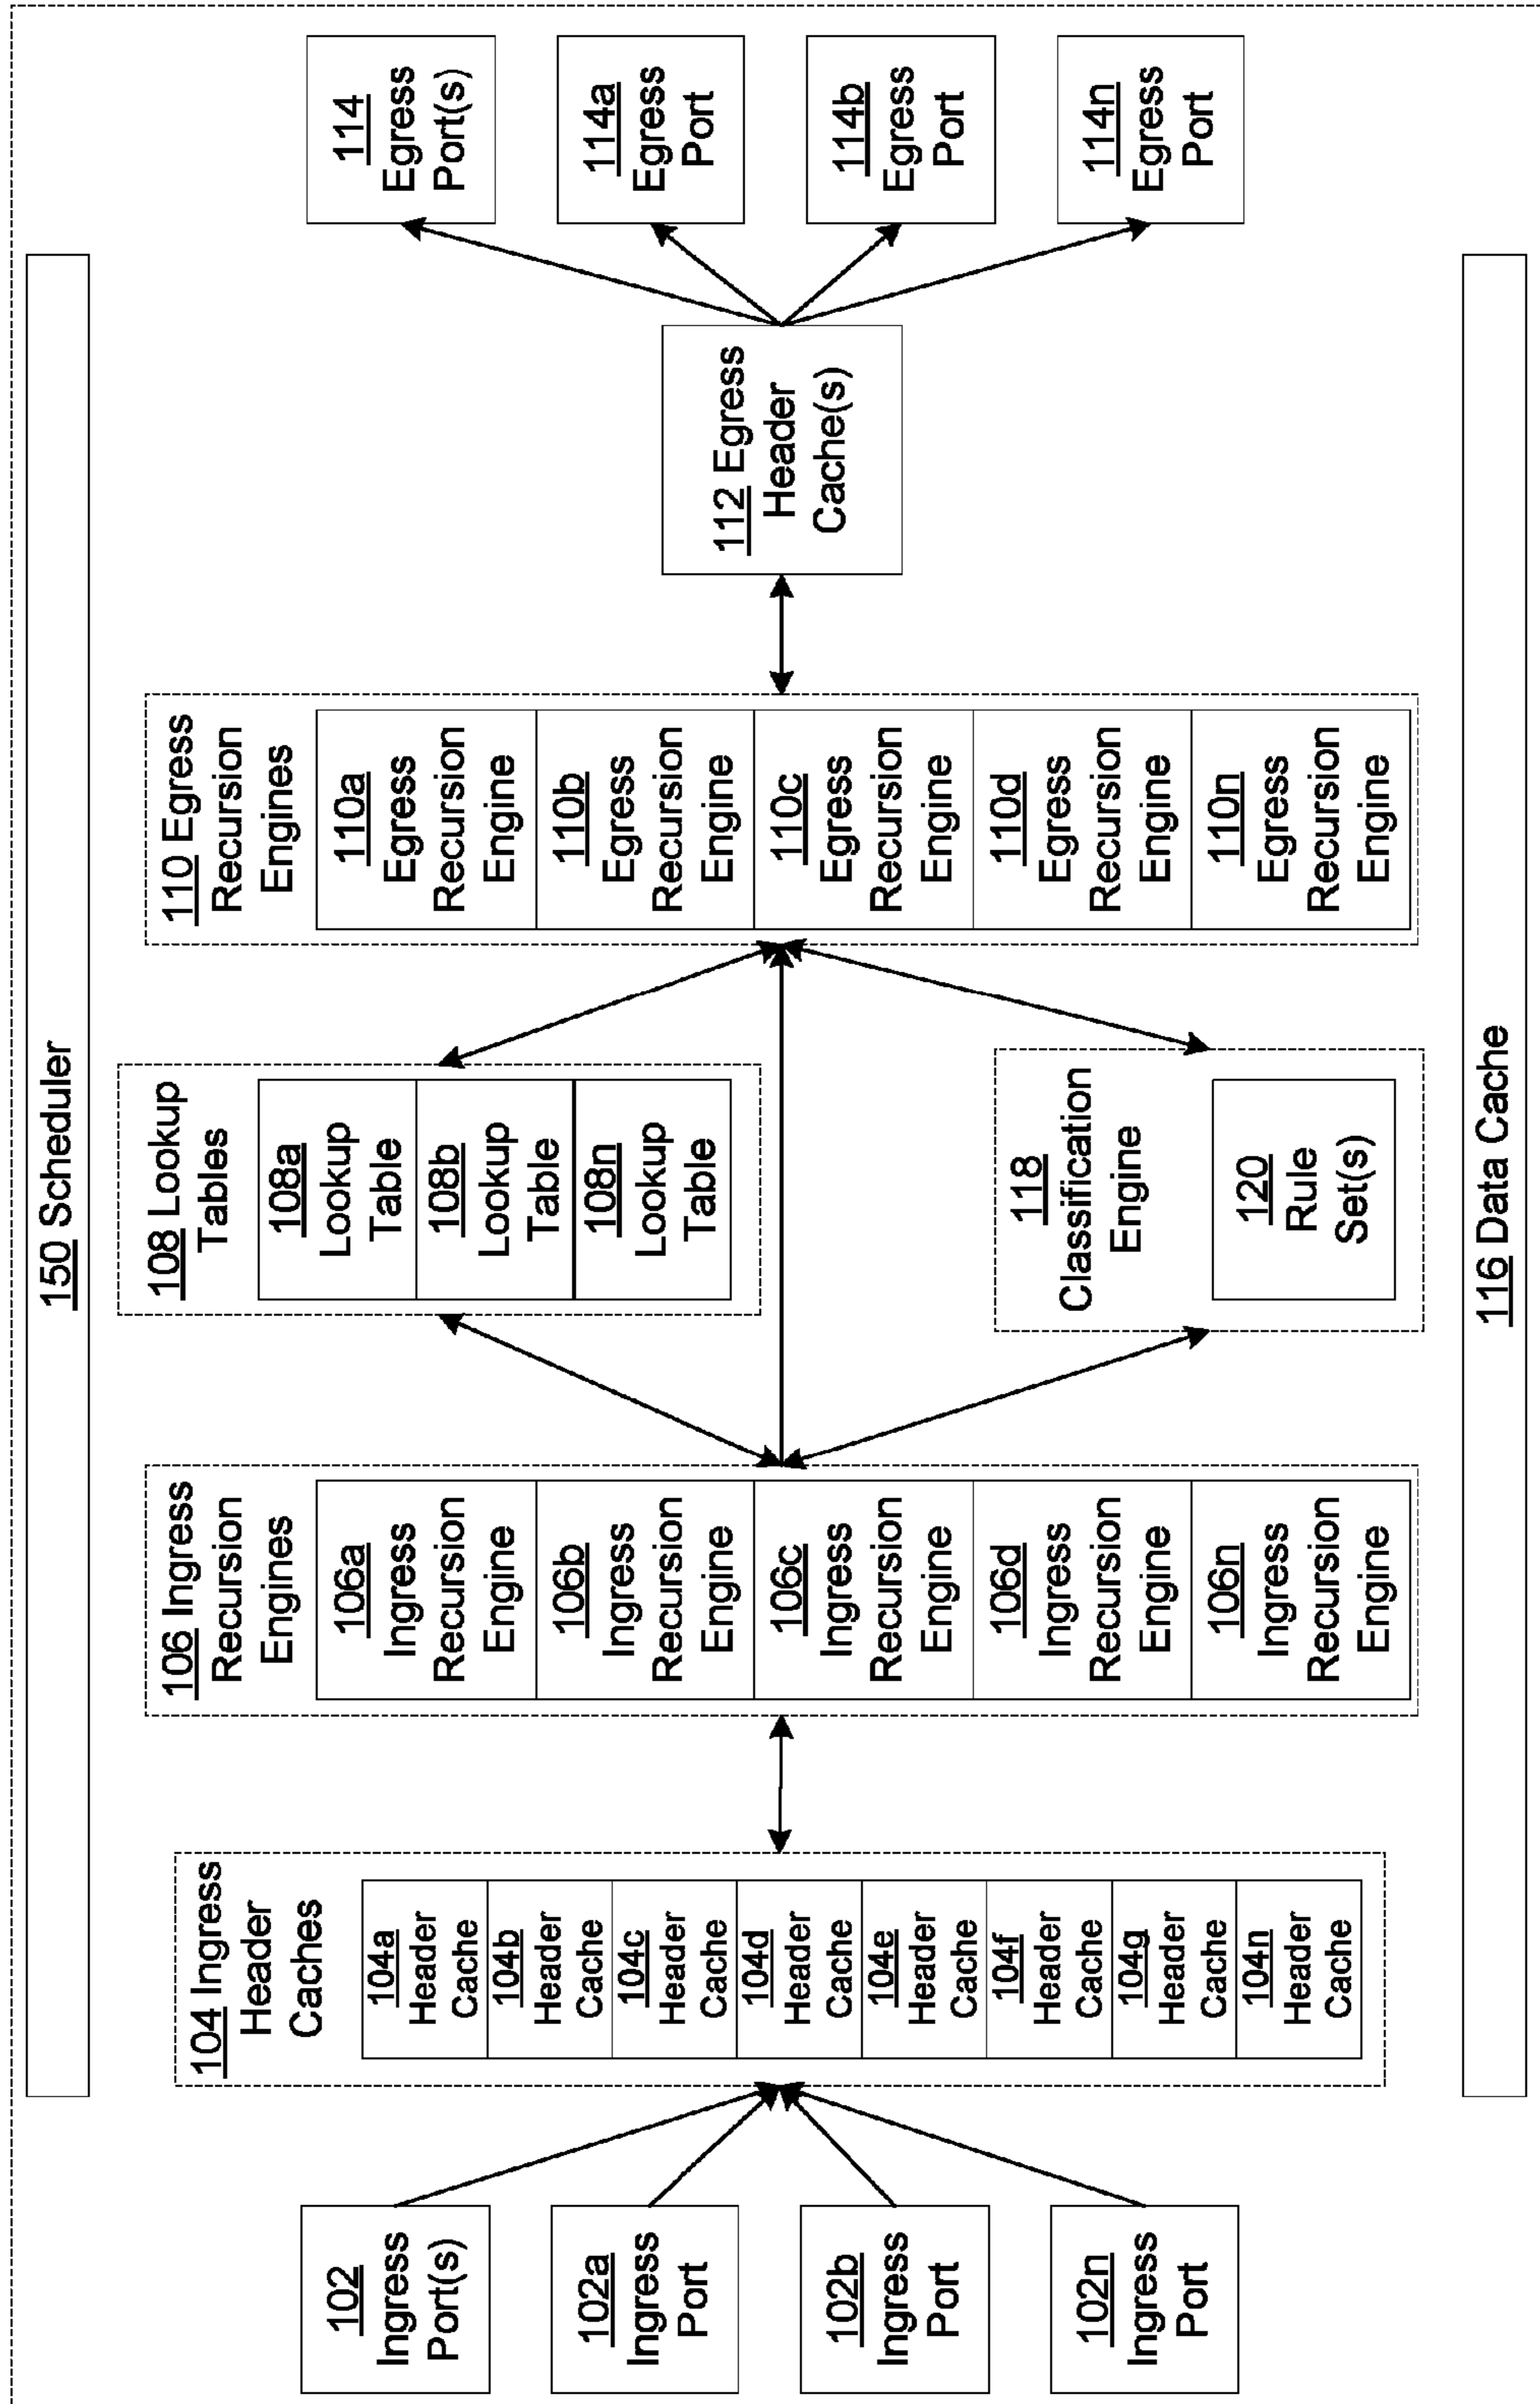 150 Scheduler
102
Ingress
Port(s)
102a
Ingress
Port
102b
Ingress
Port
102n
Ingress
Port
104 Ingress
Header
Caches
104a
Header
Cache
104b
Header
Cache
104c
Header
Cache
104d
Header
Cache
104e
Header
Cache
104f
Header
Cache
104g
Header
Cache
104n
Header
Cache
106 Ingress
Recursion
Engines
106a
Ingress
Recursion
Engine
106b
Ingress
Recursion
Engine
106c
Ingress
Recursion
Engine
106d
Ingress
Recursion
Engine
106n
Ingress
Recursion
Engine
108 Lookup
Tables
108a
Lookup
Table
108b
Lookup
Table
108n
Lookup
Table
118
Classification
Engine
120
Rule
Set(s)
110 Egress
Recursion
Engines
110a
Egress
Recursion
Engine
110b
Egress
Recursion
Engine
110c
Egress
Recursion
Engine
110d
Egress
Recursion
Engine
110n
Egress
Recursion
Engine
112 Egress
Header
Cache(s)
114
Egress
Port(s)
114a
Egress
Port
114b
Egress
Port
114n
Egress
Port
116 Data Cache